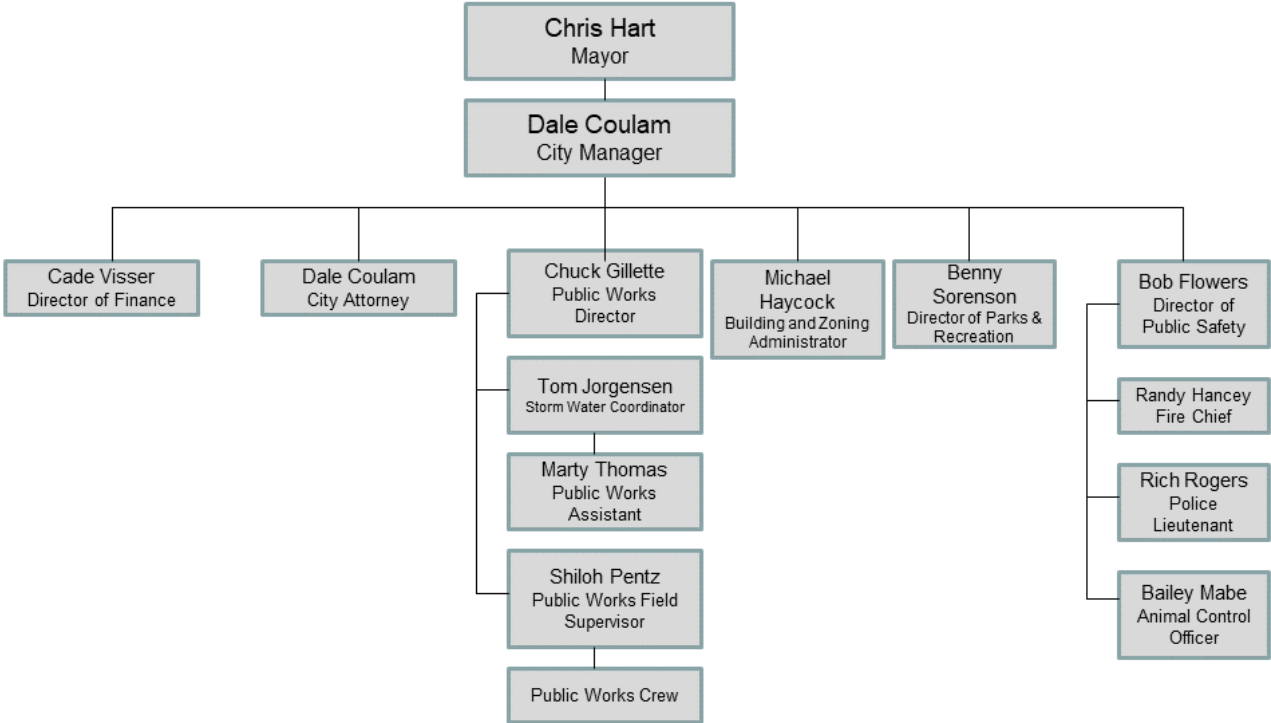 Chris Hart
Mayor
Dale Coulam
City Manager
Cade Visser
Director of Finance
Dale Coulam
City Attorney
Chuck Gillette
Public Works
Director
Michael
Haycock
Building and Zoning
Administrator
Benny
Sorenson
Director of Parks &
Recreation
Bob Flowers
Director of
Public Safety
Tom Jorgensen
Storm Water Coordinator
Marty Thomas
Public Works
Assistant
Shiloh Pentz
Public Works Field
Supervisor
Public Works Crew
Randy Hancey
Fire Chief
Rich Rogers
Police
Lieutenant
Bailey Mabe
Animal Control
Officer